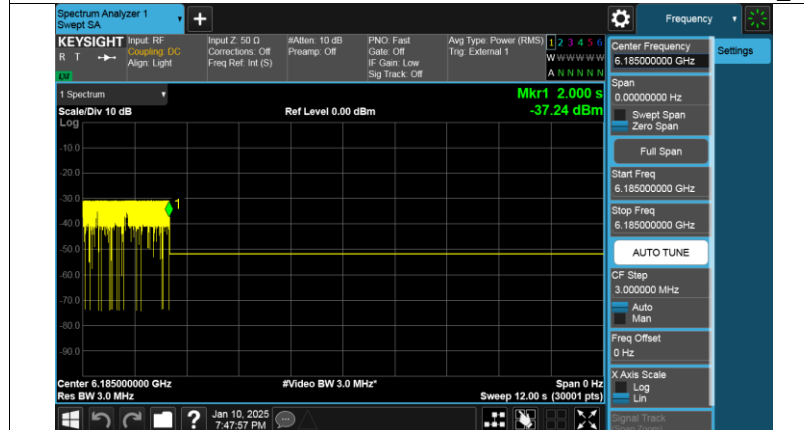 Spectrum Analyzer 1
Swept SA
Frequency
KEYSIGHT
R T
Input: RF
Coupling: DC
Align: Light
Input Z: 50 Ω
Corrections: Off
Freq Ref: Int (S)
#Atten: 10 dB
Preamp: Off
PNO: Fast
Gate: Off
IF Gain: Low
Sig Track: Off
Avg Type: Power (RMS)
Trig: External 1
1 2 3 4 5 6
W W W W W W
A N N N N N
Center Frequency
6.185000000 GHz
Settings
1 Spectrum
Mkr1 2.000 s
-37.24 dBm
Scale/Div 10 dB
Ref Level 0.00 dBm
Log
-10.0
-20.0
-30.0
-40.0
-50.0
-60.0
-70.0
-80.0
-90.0
1
Span
0.00000000 Hz
Swept Span
Zero Span
Full Span
Start Freq
6.185000000 GHz
Stop Freq
6.185000000 GHz
AUTO TUNE
CF Step
3.000000 MHz
Auto
Man
Freq Offset
0 Hz
X Axis Scale
Log
Lin
Signal Track
(Span Zoom)
Center 6.185000000 GHz
#Video BW 3.0 MHz*
Span 0 Hz
Res BW 3.0 MHz
Sweep 12.00 s (30001 pts)
Jan 10, 2025
7:47:57 PM